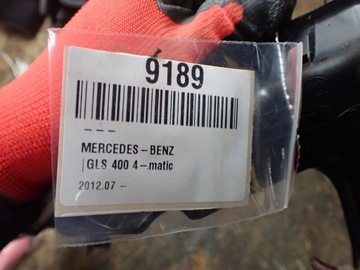 9189
---
MERCEDES-BENZ
|GLS 400 4-matic
2012.07 -